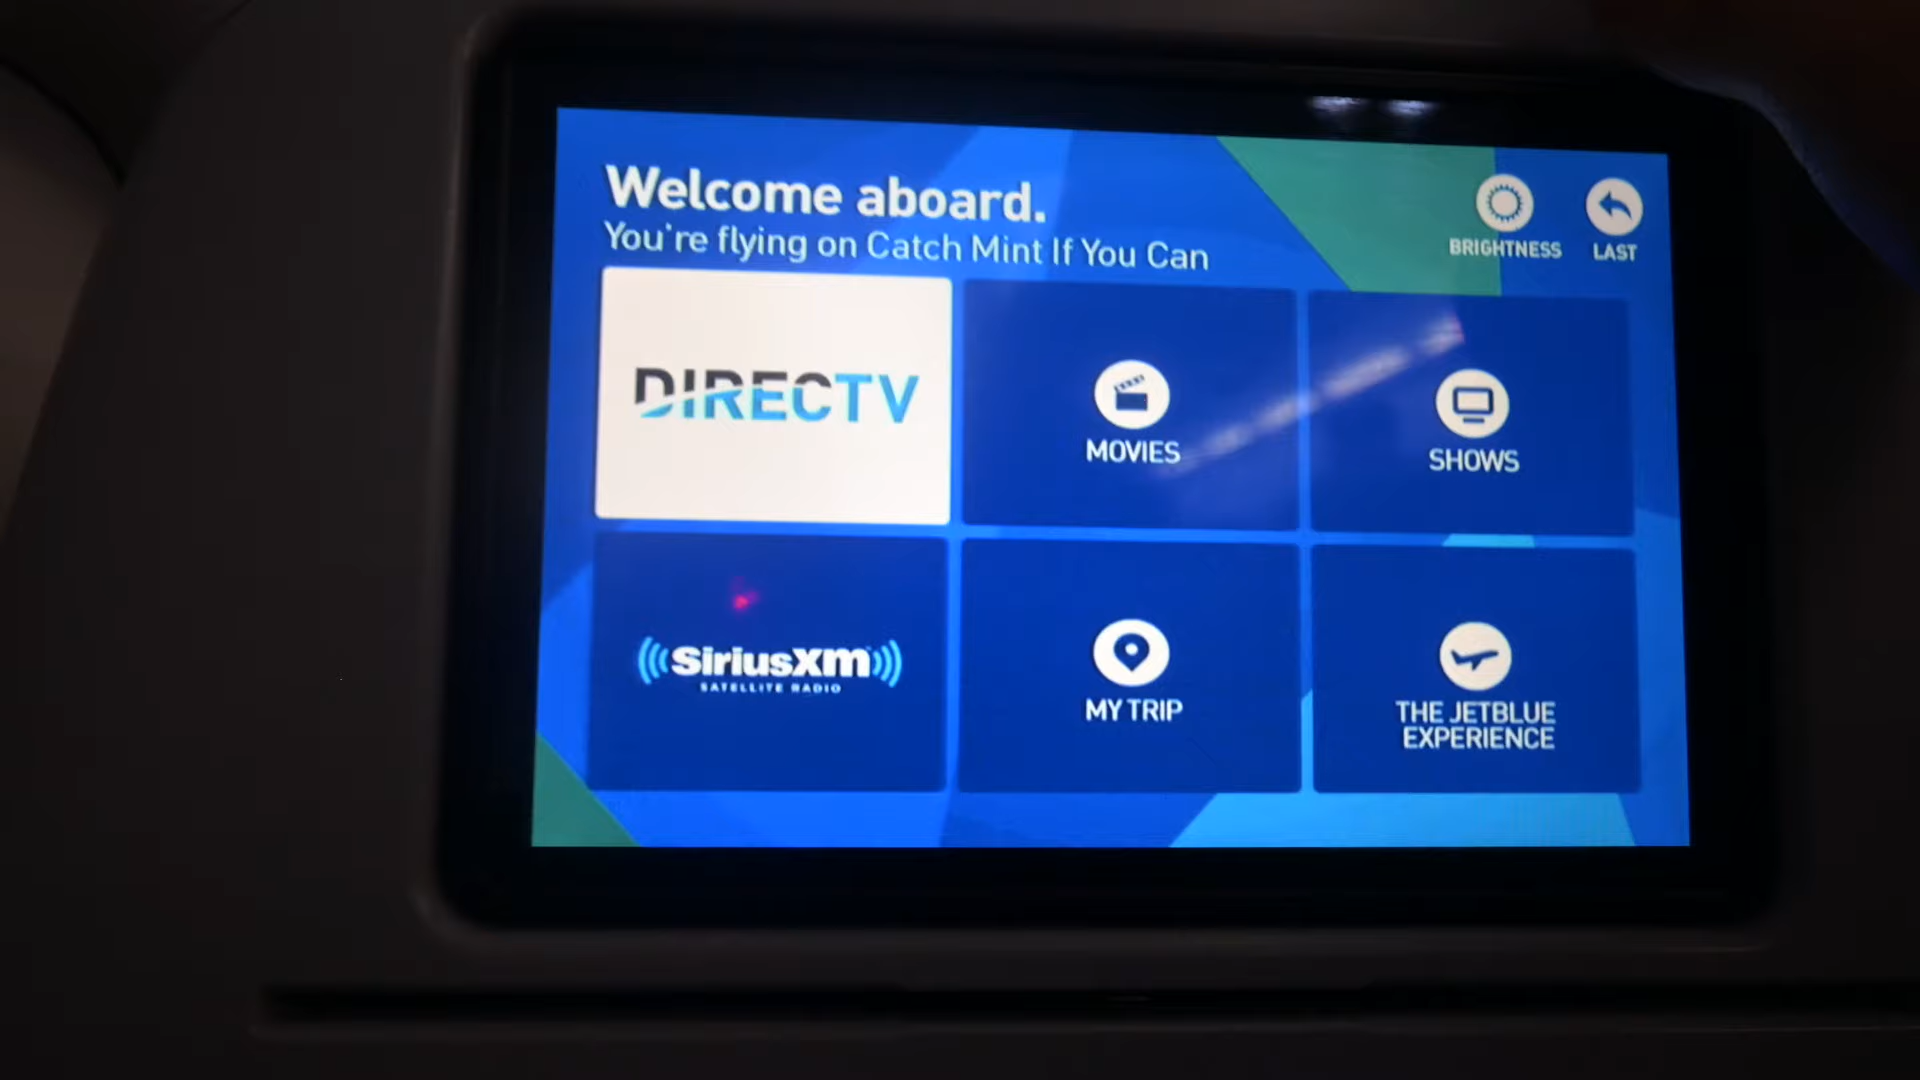 Welcome aboard.
You're flying on Catch Mint If You Can
BRIGHTNESS
LAST
DIRECTV
MOVIES
SHOWS
SiriusXM
SATELLITE RADIO
MY TRIP
THE JETBLUE
EXPERIENCE